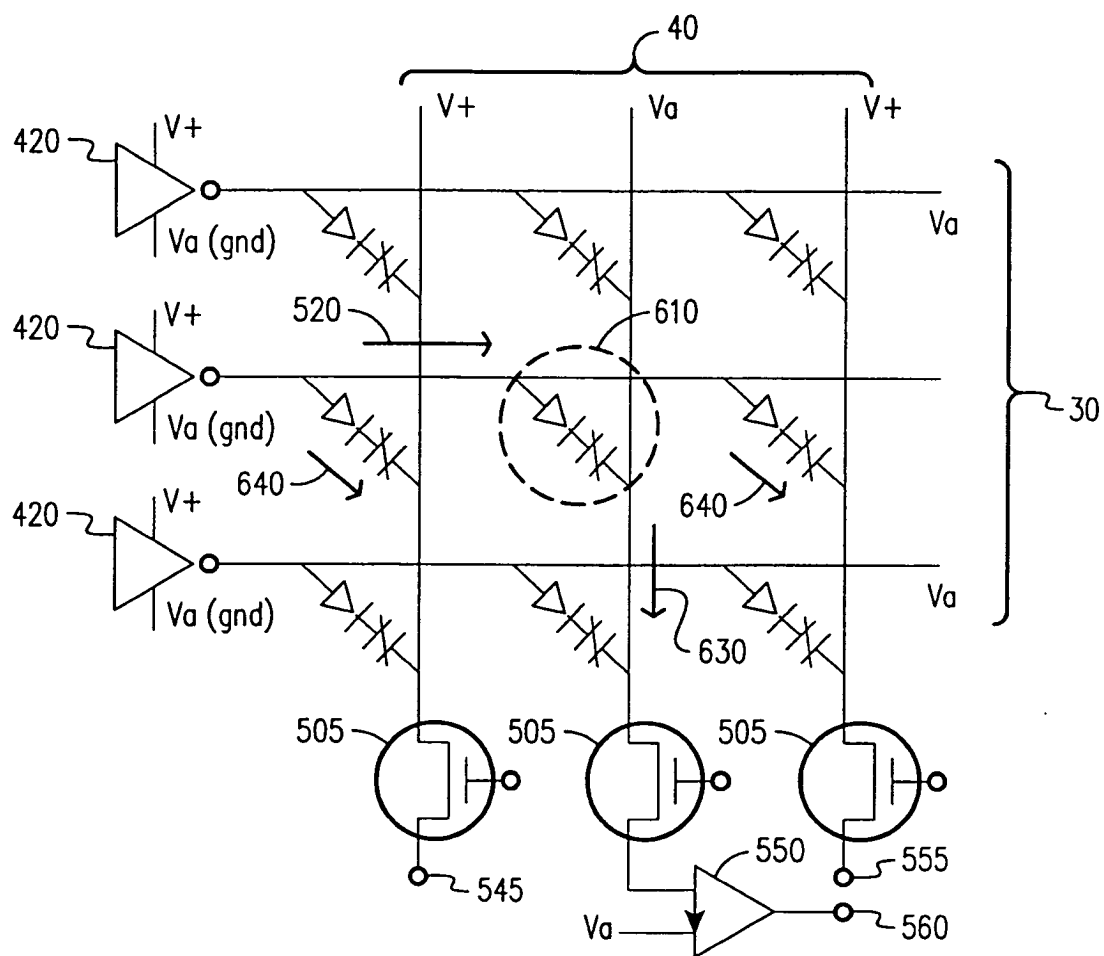 40
V+ Va V+
420 V+
Va (gnd) Va
520 610
420 V+
Va (gnd) 30
640 640
420 V+
Va (gnd) Va
630
505 505 505
550
545 555
Va 560